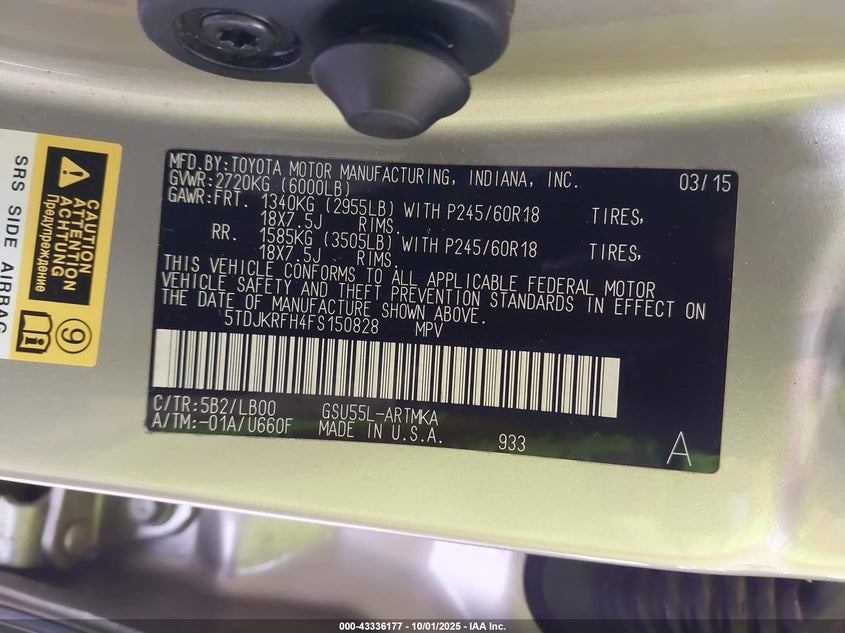 SRS SIDE AIRBAG
CAUTION
ATTENTION
ACHTUNG
Предупреждение
9
MFD.BY:TOYOTA MOTOR MANUFACTURING, INDIANA, INC. 03/15
GVWR:2720KG (6000LB)
GAWR:FRT. 1340KG (2955LB) WITH P245/60R18 TIRES,
18X7.5J RIMS.
RR. 1585KG (3505LB) WITH P245/60R18 TIRES,
18X7.5J RIMS.
THIS VEHICLE CONFORMS TO ALL APPLICABLE FEDERAL MOTOR
VEHICLE SAFETY AND THEFT PREVENTION STANDARDS IN EFFECT ON
THE DATE OF MANUFACTURE SHOWN ABOVE.
5TDJKRFH4FS150828 MPV
C/TR:5B2/LB00 GSU55L-ARTMKA
A/TM:-01A/U660F MADE IN U.S.A. 933 A
000-43336177 - 10/01/2025 - IAA Inc.